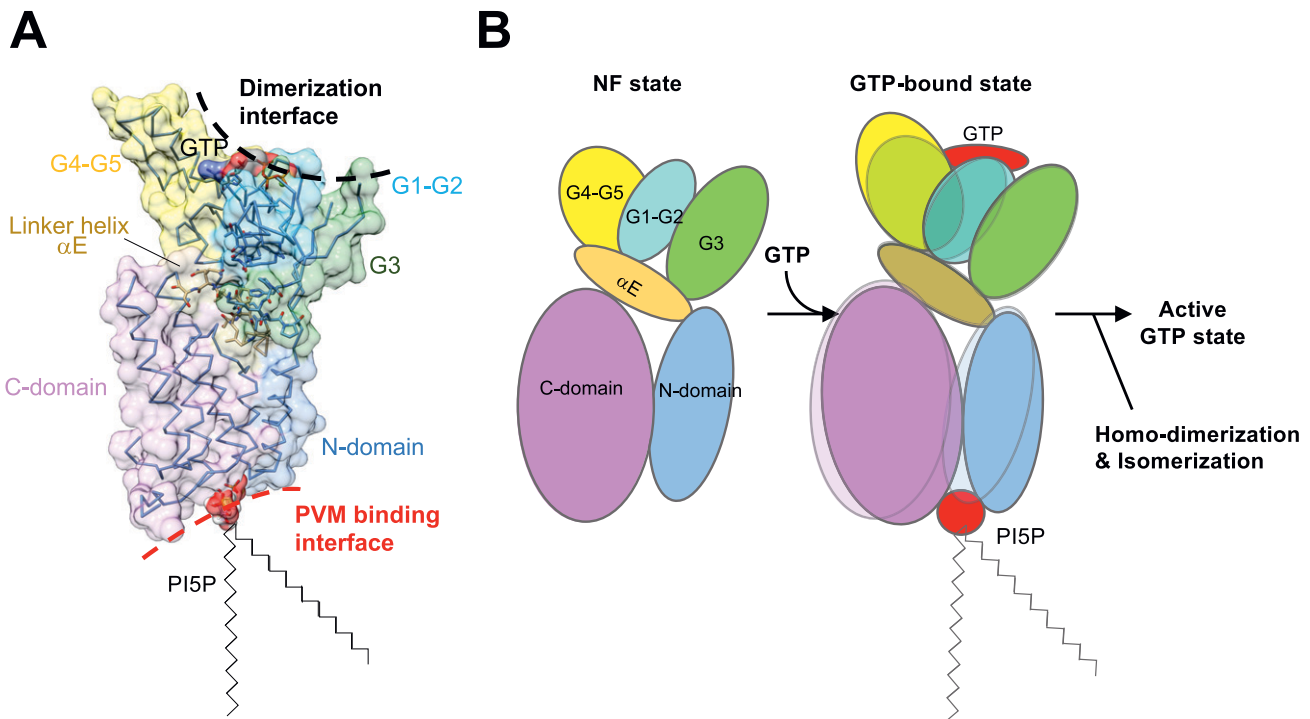 A
Dimerization
interface
GTP
G4-G5
G1-G2
Linker helix
αE
G3
C-domain
N-domain
PVM binding
interface
PI5P
B
NF state
GTP-bound state
GTP
G4-G5
G1-G2
G3
αE
GTP
C-domain
N-domain
Active
GTP state
Homo-dimerization
& Isomerization
PI5P